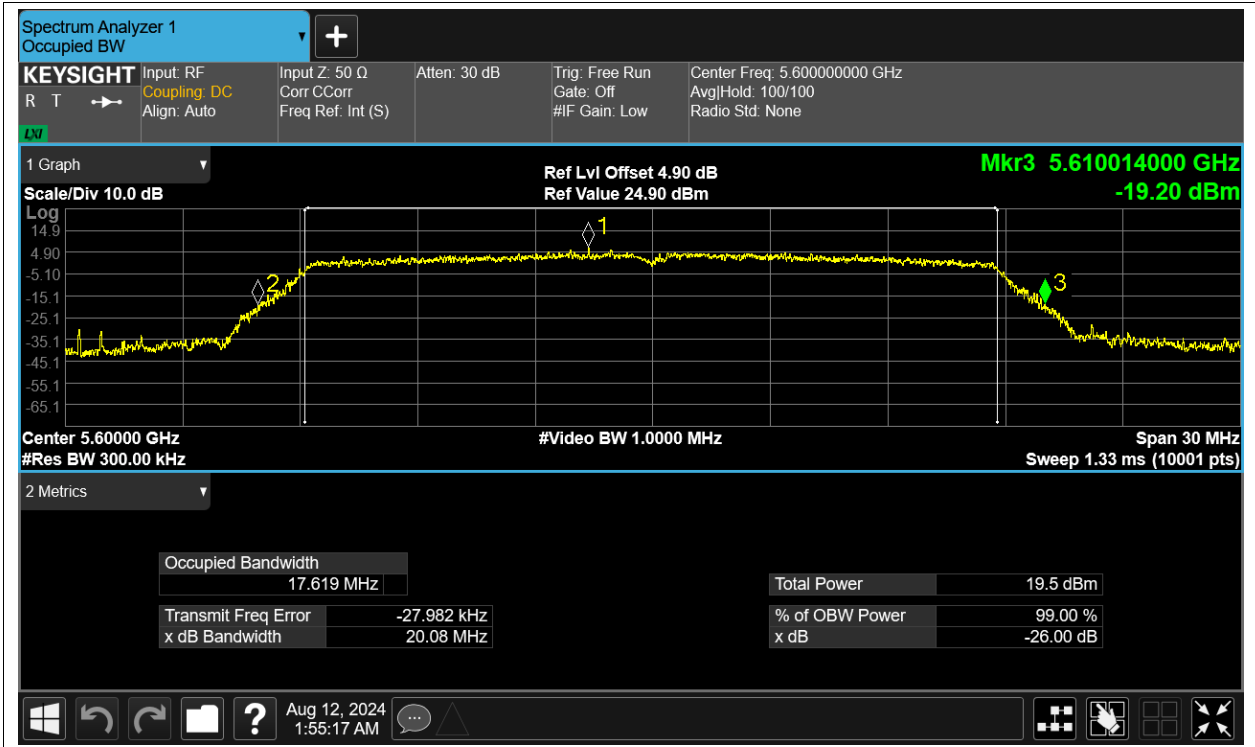 Spectrum Analyzer 1
Occupied BW
KEYSIGHT
R T
LXI
Input: RF
Coupling: DC
Align: Auto
Input Z: 50 Ω
Corr CCorr
Freq Ref: Int (S)
Atten: 30 dB
Trig: Free Run
Gate: Off
#IF Gain: Low
Center Freq: 5.600000000 GHz
Avg|Hold: 100/100
Radio Std: None
1 Graph
Scale/Div 10.0 dB
Ref Lvl Offset 4.90 dB
Ref Value 24.90 dBm
Mkr3 5.610014000 GHz
-19.20 dBm
Log
14.9
4.90
-5.10
-15.1
-25.1
-35.1
-45.1
-55.1
-65.1
1
2
3
Center 5.60000 GHz
#Res BW 300.00 kHz
#Video BW 1.0000 MHz
Span 30 MHz
Sweep 1.33 ms (10001 pts)
2 Metrics
Occupied Bandwidth
17.619 MHz
Transmit Freq Error -27.982 kHz
x dB Bandwidth 20.08 MHz
Total Power 19.5 dBm
% of OBW Power 99.00 %
x dB -26.00 dB
?
Aug 12, 2024
1:55:17 AM